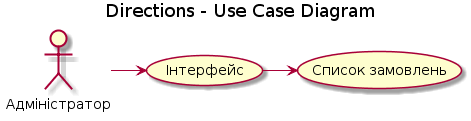 Directions - Use Case Diagram
Адміністратор
Інтерфейс
Список замовлень